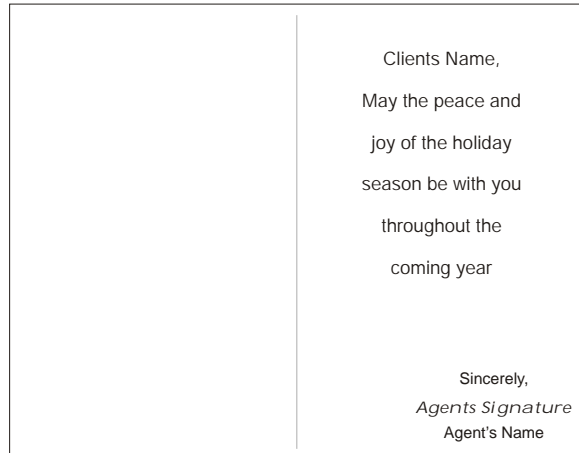 Clients Name,
May the peace and
joy of the holiday
season be with you
throughout the
coming year
Sincerely,
Agents Signature
Agent's Name